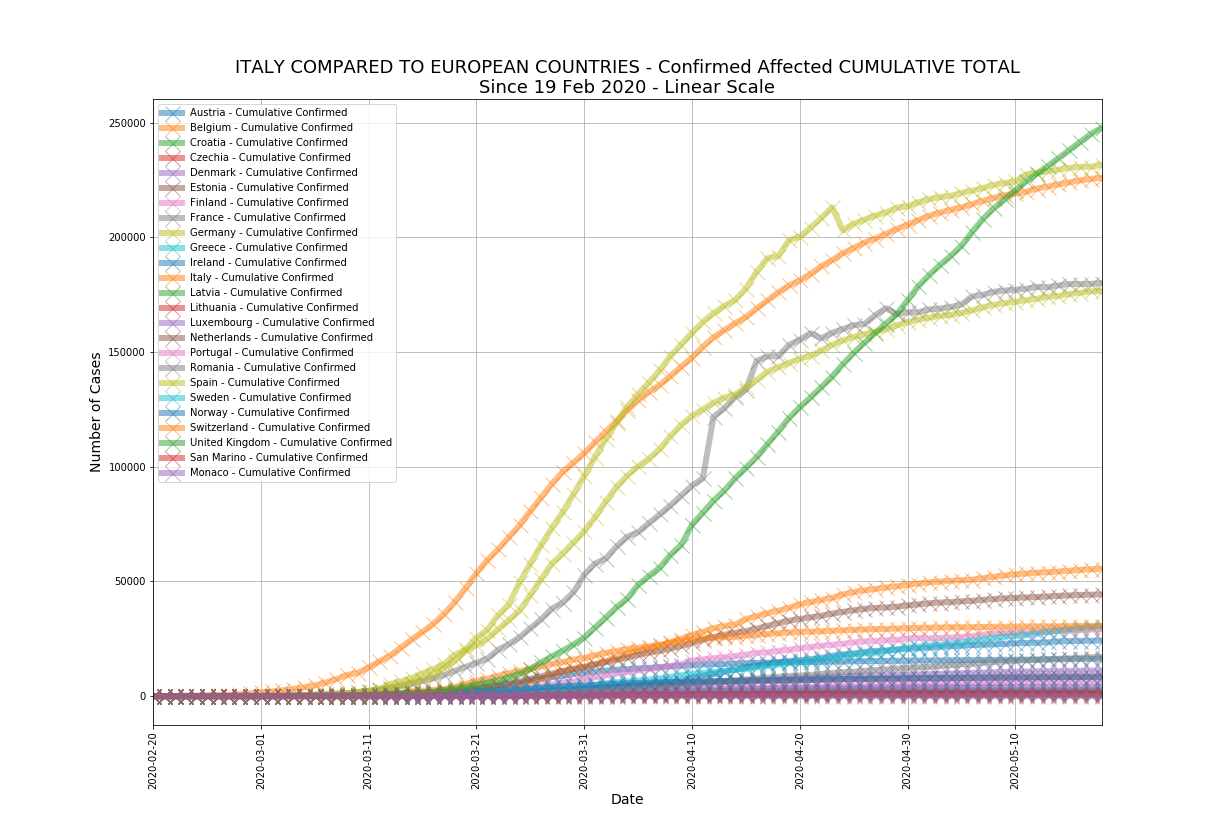 ITALY COMPARED TO EUROPEAN COUNTRIES - Confirmed Affected CUMULATIVE TOTAL
Since 19 Feb 2020 - Linear Scale
Austria - Cumulative Confirmed
Belgium - Cumulative Confirmed
Croatia - Cumulative Confirmed
Czechia - Cumulative Confirmed
Denmark - Cumulative Confirmed
Estonia - Cumulative Confirmed
Finland - Cumulative Confirmed
France - Cumulative Confirmed
Germany - Cumulative Confirmed
Greece - Cumulative Confirmed
Ireland - Cumulative Confirmed
Italy - Cumulative Confirmed
Latvia - Cumulative Confirmed
Lithuania - Cumulative Confirmed
Luxembourg - Cumulative Confirmed
Netherlands - Cumulative Confirmed
Portugal - Cumulative Confirmed
Romania - Cumulative Confirmed
Spain - Cumulative Confirmed
Sweden - Cumulative Confirmed
Norway - Cumulative Confirmed
Switzerland - Cumulative Confirmed
United Kingdom - Cumulative Confirmed
San Marino - Cumulative Confirmed
Monaco - Cumulative Confirmed
250000
200000
150000
100000
50000
0
Number of Cases
2020-02-20
2020-03-01
2020-03-11
2020-03-21
2020-03-31
2020-04-10
2020-04-20
2020-04-30
2020-05-10
Date